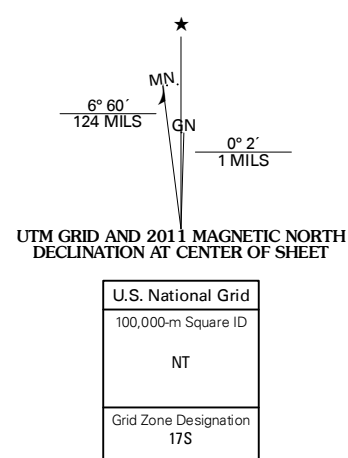 ★
MN.
6° 60´
124 MILS
GN
0° 2´
1 MILS
UTM GRID AND 2011 MAGNETIC NORTH
DECLINATION AT CENTER OF SHEET
U.S. National Grid
100,000-m Square ID
NT
Grid Zone Designation
17S